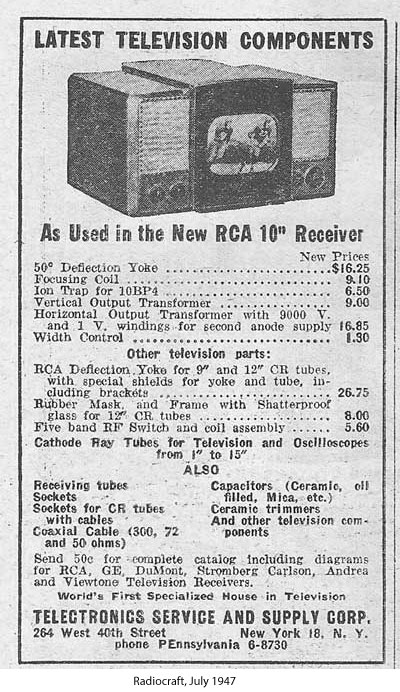 LATEST TELEVISION COMPONENTS
As Used in the New RCA 10" Receiver
New Prices
50° Deflection Yoke ..........................$16.25
Focusing Coil ................................ 9.10
Ion Trap for 10BP4 ........................... 6.50
Vertical Output Transformer .................. 9.00
Horizontal Output Transformer with 9000 V.
and 1 V. windings for second anode supply 16.85
Width Control ................................ 1.30
Other television parts:
RCA Deflection Yoke for 9" and 12" CR tubes,
with special shields for yoke and tube, in-
cluding brackets ............................. 26.75
Rubber Mask, and Frame with Shatterproof
glass for 12" CR tubes ....................... 8.00
Five band RF Switch and coil assembly ...... 5.60
Cathode Ray Tubes for Television and Oscilloscopes
from 1" to 15"
ALSO
Receiving tubes
Sockets
Sockets for CR tubes
with cables
Coaxial Cable (300, 72
and 50 ohms)
Capacitors (Ceramic, oil
filled, Mica, etc.)
Ceramic trimmers
And other television com-
ponents
Send 50c for complete catalog including diagrams
for RCA, GE, DuMont, Stromberg Carlson, Andrea
and Viewtone Television Receivers.
World's First Specialized House in Television
TELECTRONICS SERVICE AND SUPPLY CORP.
264 West 40th Street New York 18, N. Y.
phone PEnnsylvania 6-8730
Radiocraft, July 1947